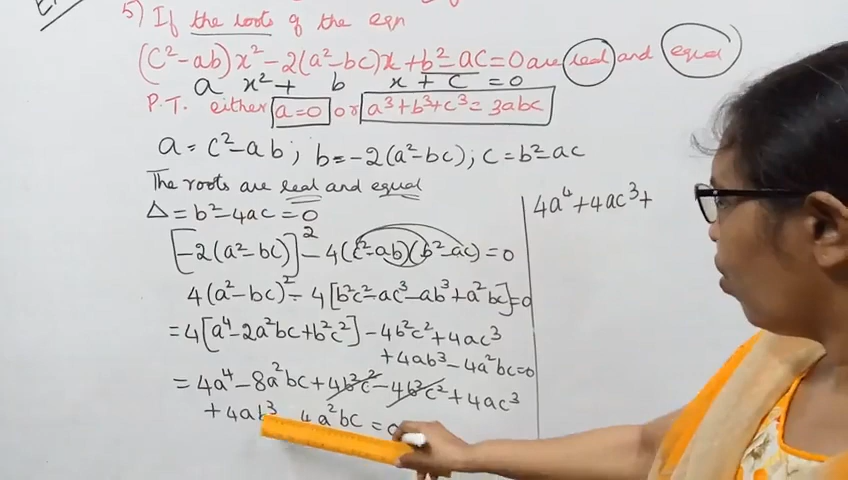 5) If the roots of the eqn
(C²-ab)x²-2(a²-bc)x+b²-ac=0 are real and equal
a x²+ b x + c =0
P.T. either a=0 or a³+b³+c³=3abc
a = c²-ab; b=-2(a²-bc); c=b²-ac
The roots are real and equal
Δ=b²-4ac=0
[-2(a²-bc)]²-4(c²-ab)(b²-ac)=0
4(a²-bc)²-4[b²c²-ac³-ab³+a²bc]=0
=4[a⁴-2a²bc+b²c²]-4b²c²+4ac³
+4ab³-4a²bc=0
=4a⁴-8a²bc+4b²c²-4b²c²+4ac³
+4ab³ 4a²bc=0
4a⁴+4ac³+